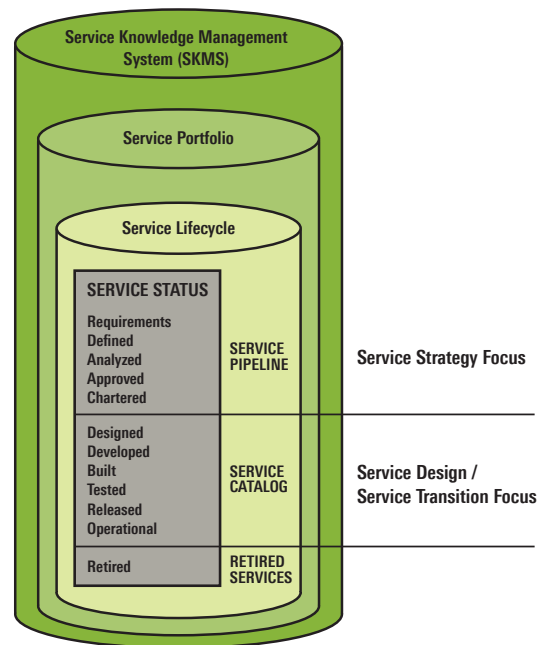 Service Knowledge Management
System (SKMS)
Service Portfolio
Service Lifecycle
SERVICE STATUS
Requirements
Defined
Analyzed
Approved
Chartered
SERVICE
PIPELINE
Service Strategy Focus
Designed
Developed
Built
Tested
Released
Operational
SERVICE
CATALOG
Service Design /
Service Transition Focus
Retired
RETIRED
SERVICES